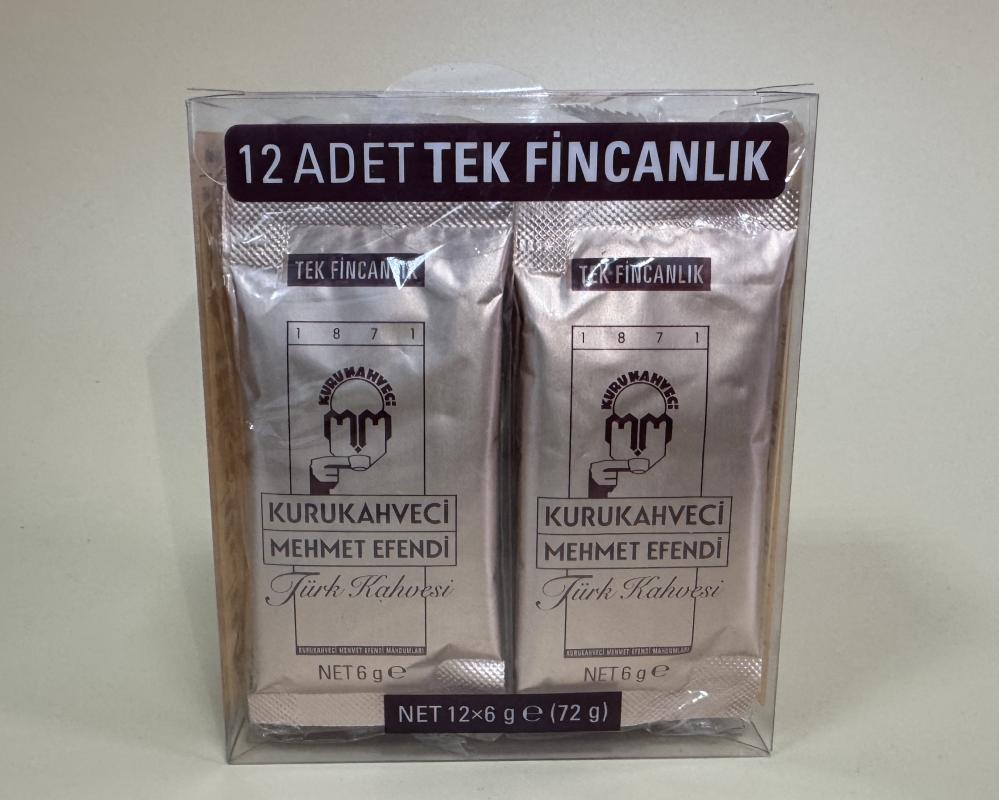 12 ADET TEK FİNCANLIK
TEK FİNCANLIK
1 8 7 1
KURUKAHVECİ
MM
KURUKAHVECİ
MEHMET EFENDİ
Türk Kahvesi
KURUKAHVECİ MEHMET EFENDİ MAHDUMLARI
NET 6 g ℮
TEK FİNCANLIK
1 8 7 1
KURUKAHVECİ
MM
KURUKAHVECİ
MEHMET EFENDİ
Türk Kahvesi
KURUKAHVECİ MEHMET EFENDİ MAHDUMLARI
NET 6 g ℮
NET 12×6 g ℮ (72 g)